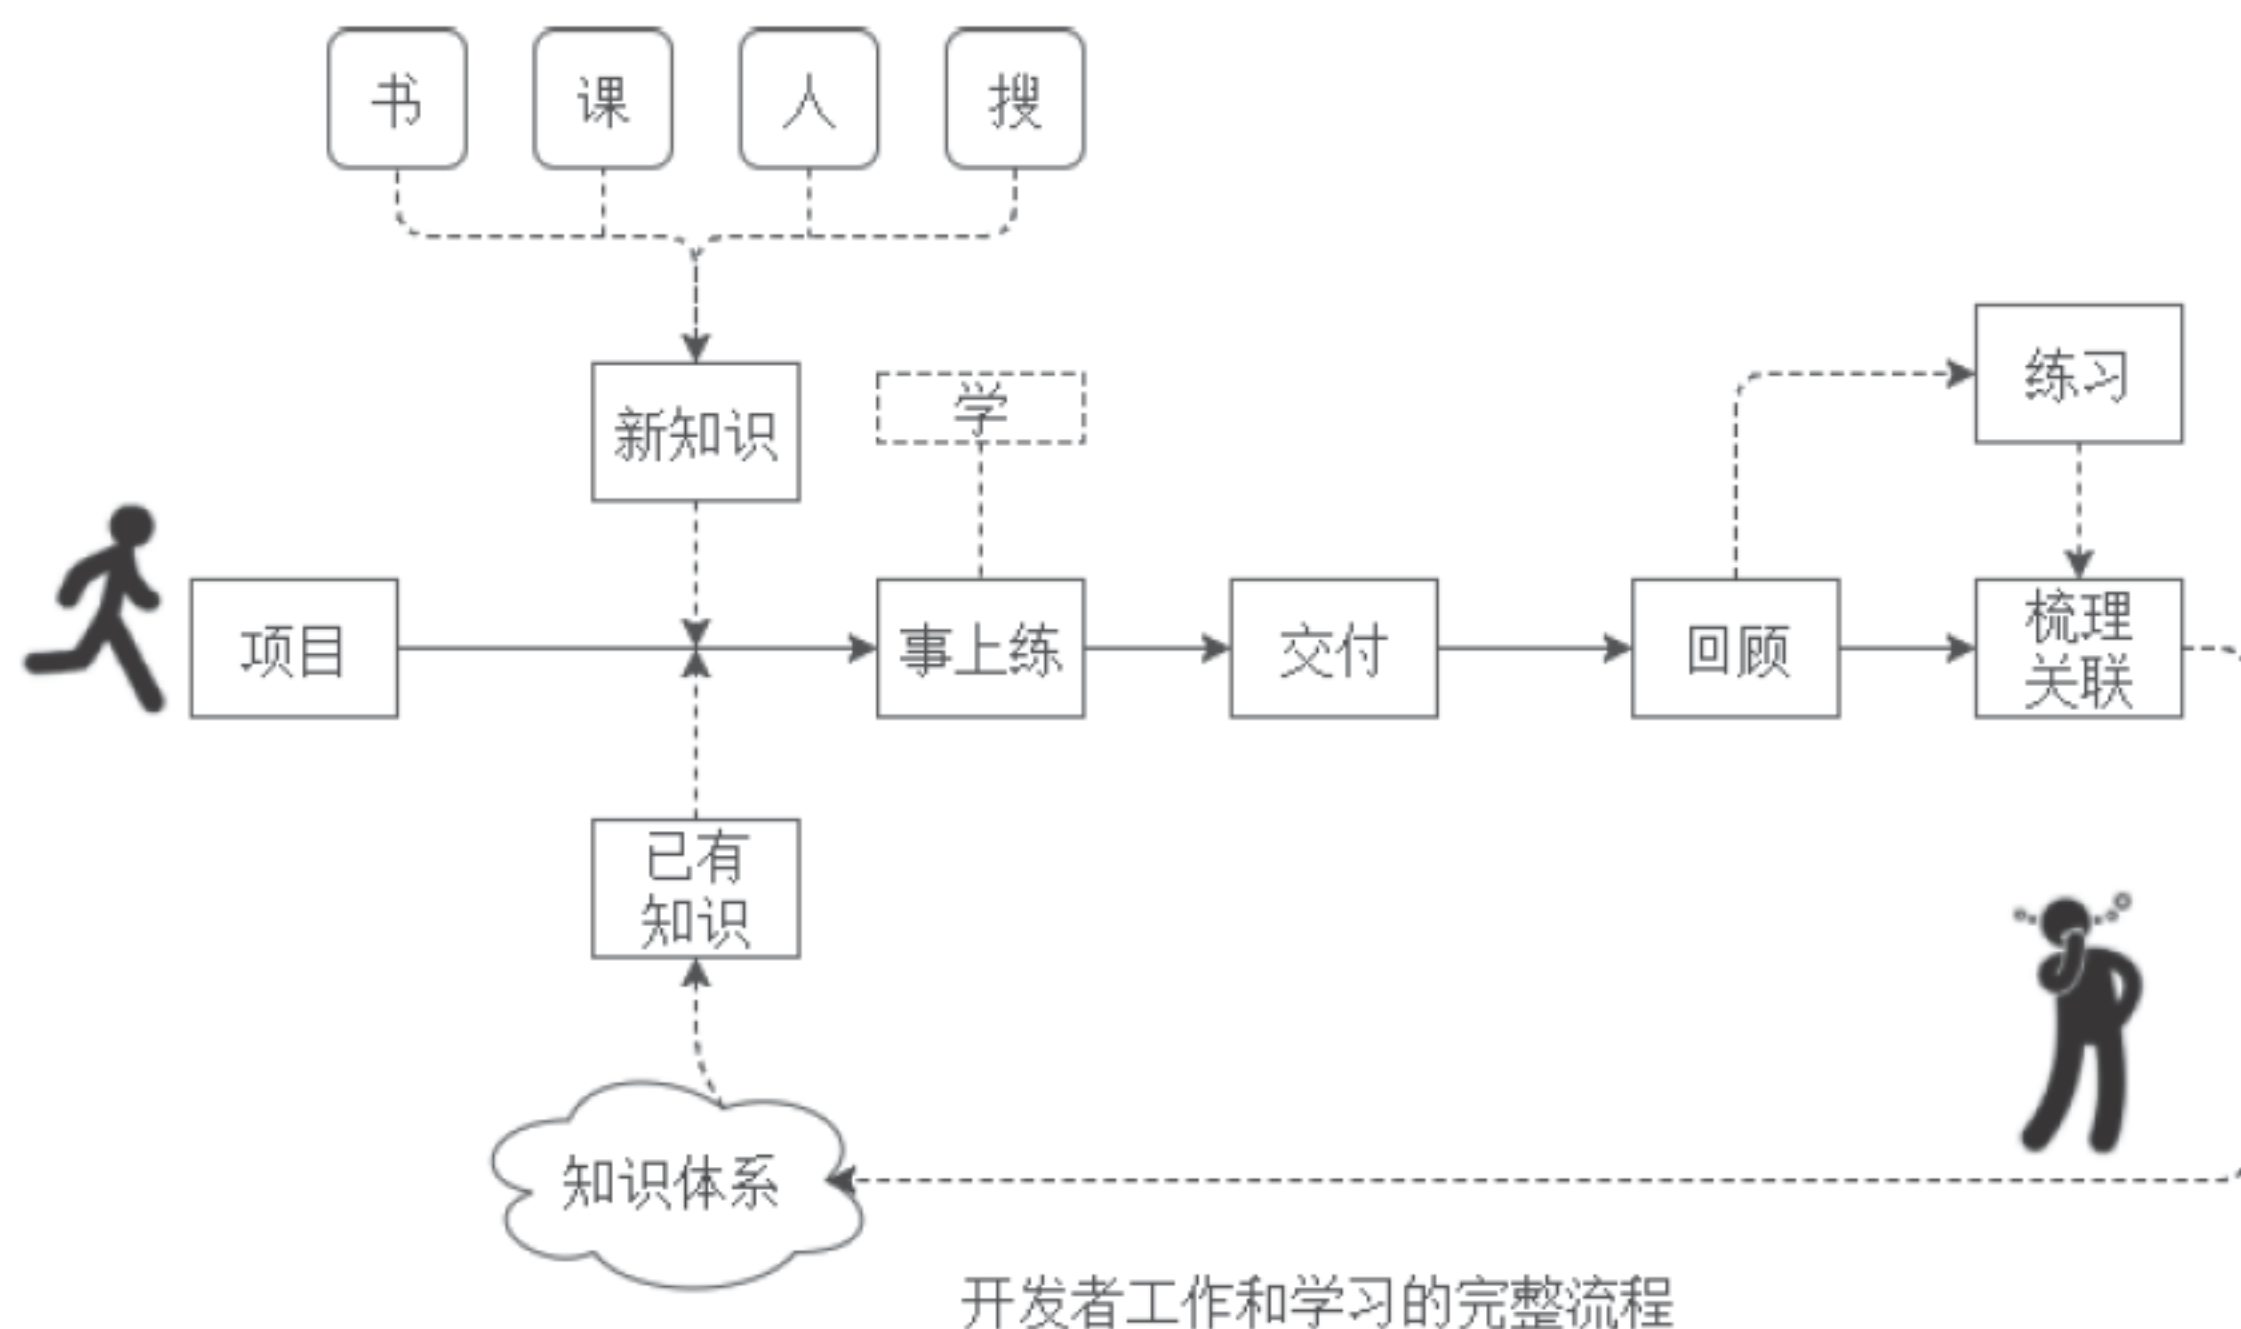 书
课
人
搜
新知识
学
练习
项目
事上练
交付
回顾
梳理
关联
已有
知识
知识体系
开发者工作和学习的完整流程